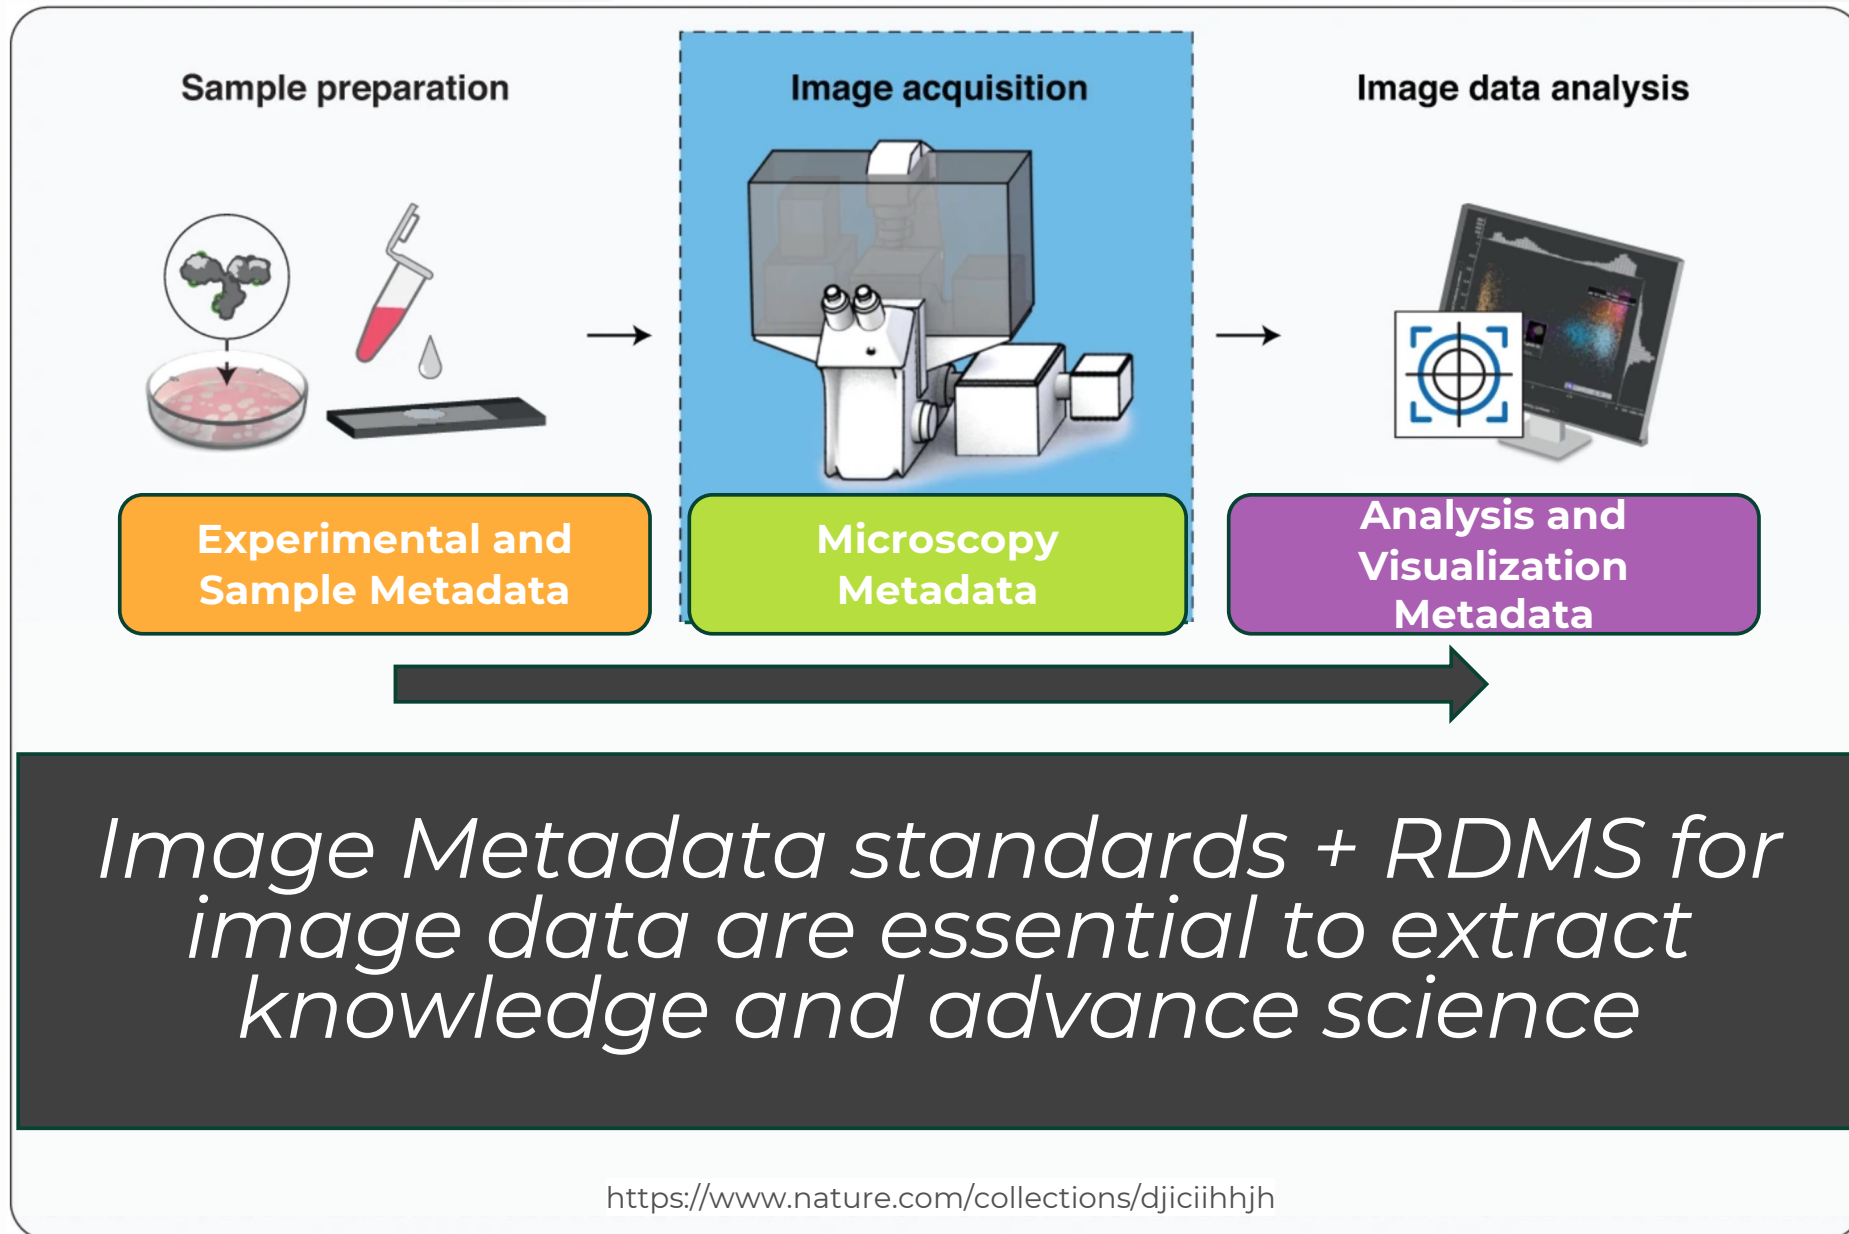 Sample preparation
Image acquisition
Image data analysis
Experimental and
Sample Metadata
Microscopy
Metadata
Analysis and
Visualization
Metadata
Image Metadata standards + RDMS for
image data are essential to extract
knowledge and advance science
https://www.nature.com/collections/djiciihhjh